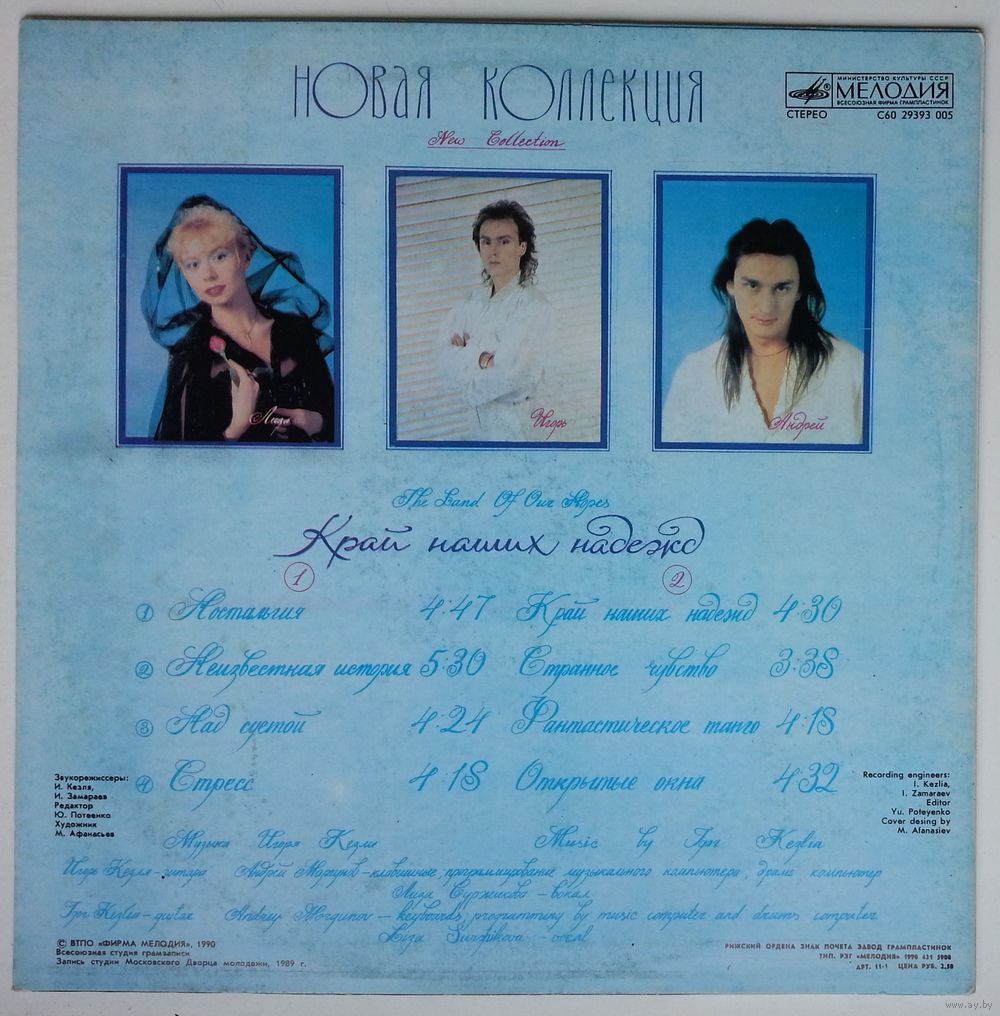 НОВАЯ КОЛЛЕКЦИЯ
New Collection
МИНИСТЕРСТВО КУЛЬТУРЫ СССР
МЕЛОДИЯ
ВСЕСОЮЗНАЯ ФИРМА ГРАМПЛАСТИНОК
СТЕРЕО С60 29393 005
Лиза
Игорь
Андрей
The Land Of Our Hopes
Край наших надежд
1 2
1 Ностальгия 4:47 Край наших надежд 4:30
2 Неизвестная история 5:30 Странное чувство 3:38
3 Над суетой 4:24 Фантастическое танго 4:18
4 Стресс 4:18 Открытые окна 4:32
Звукорежиссеры:
И. Кезля,
И. Замараев
Редактор
Ю. Потеенко
Художник
М. Афанасьев
Recording engineers:
I. Kezlia,
I. Zamaraev
Editor
Yu. Poteyenko
Cover desing by
M. Afanasiev
Музыка Игоря Кезли Music by Igor Kezlia
Игорь Кезля-гитара Андрей Моргунов-клавишные, программирование музыкального компьютера, драмс компьютер
Лиза Суржикова-вокал
Igor Kezlia-guitar Andrey Morgunov-keyboards, programming by music computer and drums computer
Liza Surzhikova-vocal
© ВТПО «ФИРМА МЕЛОДИЯ», 1990
Всесоюзная студия грамзаписи
Запись студии Московского Дворца молодежи, 1989 г.
РИЖСКИЙ ОРДЕНА ЗНАК ПОЧЕТА ЗАВОД ГРАМПЛАСТИНОК
ТИП. РЗГ «МЕЛОДИЯ» 1990 431 5900
АРТ. 11-1 ЦЕНА РУБ. 3,50
www.ay.by